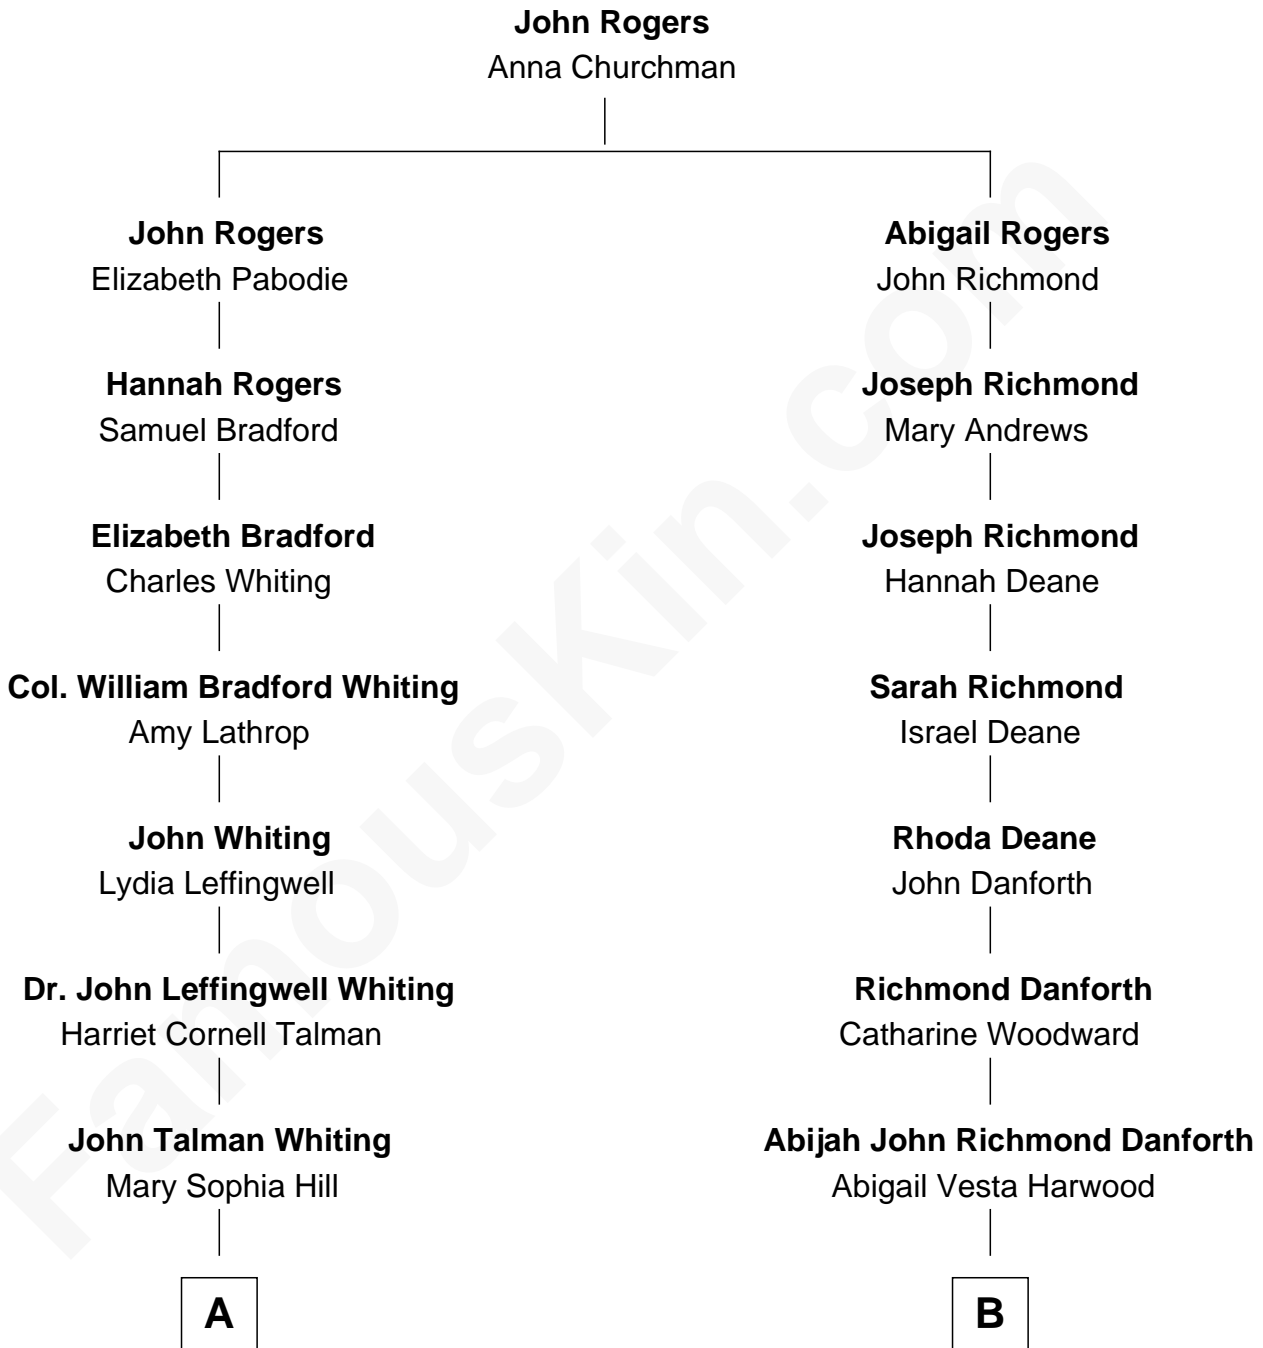 John Rogers
Anna Churchman
John Rogers
Elizabeth Pabodie
Abigail Rogers
John Richmond
Hannah Rogers
Samuel Bradford
Joseph Richmond
Mary Andrews
Elizabeth Bradford
Charles Whiting
Joseph Richmond
Hannah Deane
Col. William Bradford Whiting
Amy Lathrop
Sarah Richmond
Israel Deane
John Whiting
Lydia Leffingwell
Rhoda Deane
John Danforth
Dr. John Leffingwell Whiting
Harriet Cornell Talman
Richmond Danforth
Catharine Woodward
John Talman Whiting
Mary Sophia Hill
Abijah John Richmond Danforth
Abigail Vesta Harwood
A
B
FamousKin.com